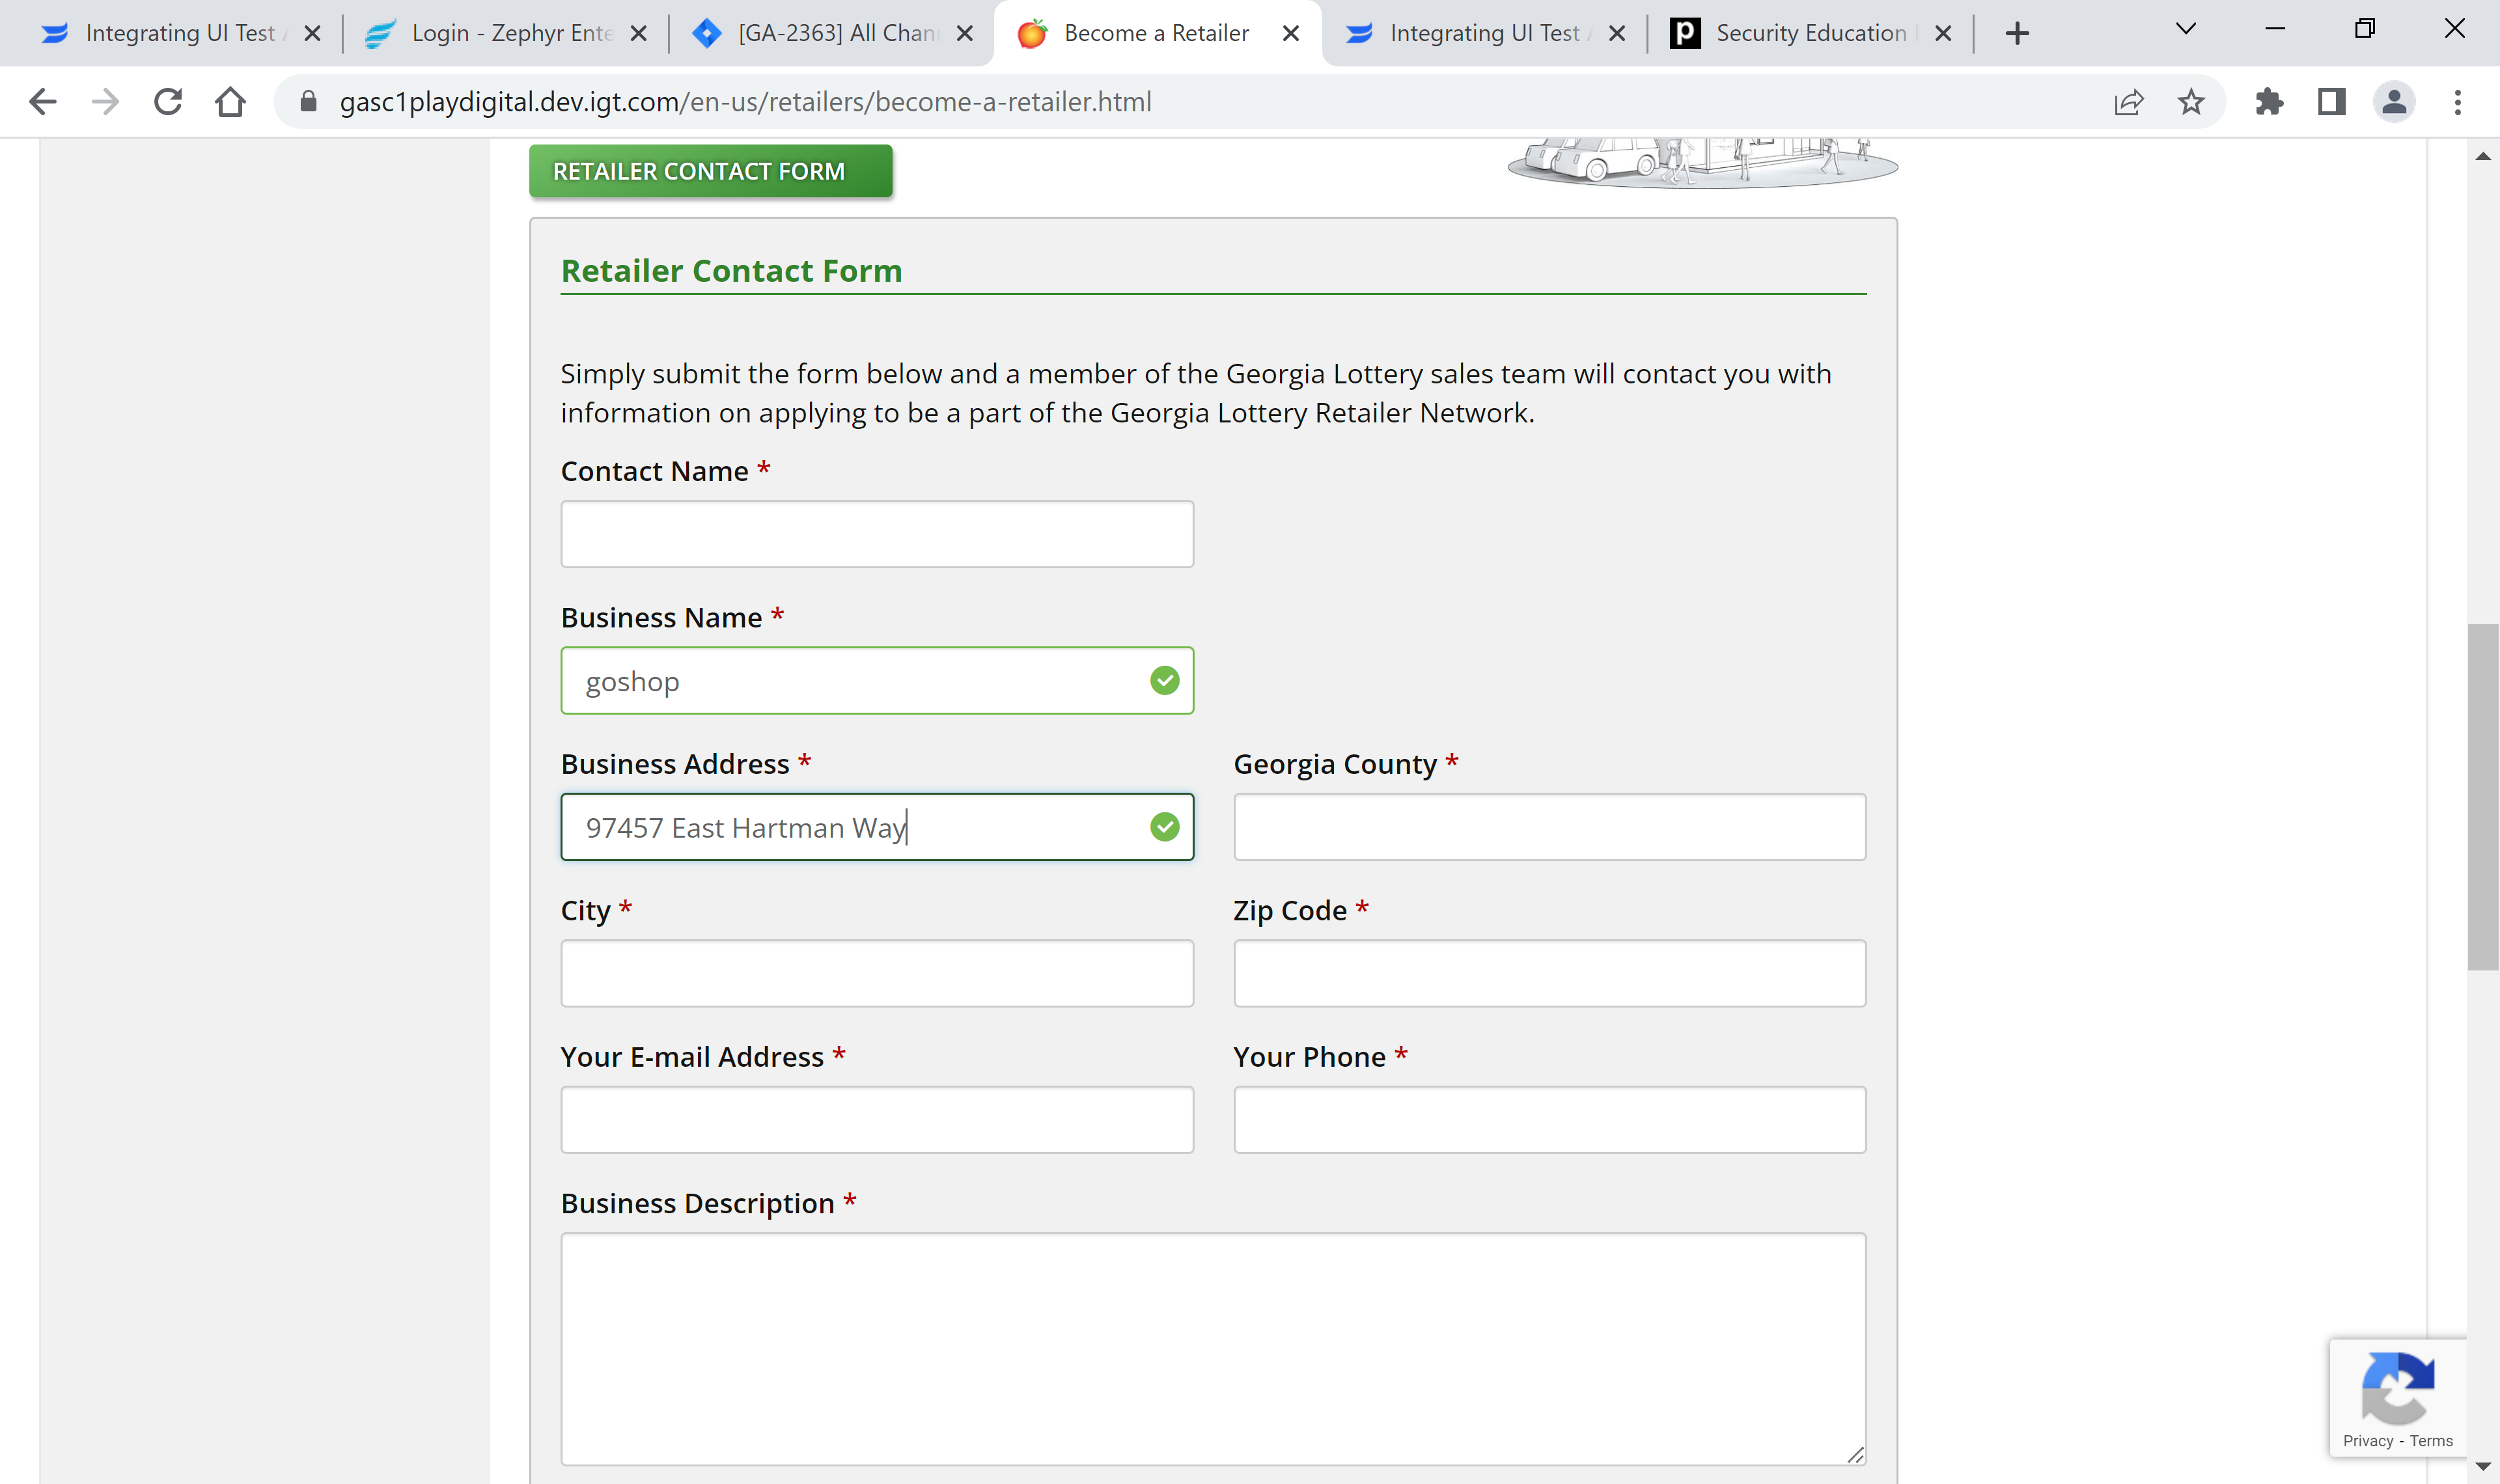 Integrating UI Test
Login - Zephyr Ente
[GA-2363] All Chan
Become a Retailer
Integrating UI Test
Security Education
gasc1playdigital.dev.igt.com/en-us/retailers/become-a-retailer.html
RETAILER CONTACT FORM
Retailer Contact Form
Simply submit the form below and a member of the Georgia Lottery sales team will contact you with
information on applying to be a part of the Georgia Lottery Retailer Network.
Contact Name *
Business Name *
goshop
Business Address *
Georgia County *
97457 East Hartman Way
City *
Zip Code *
Your E-mail Address *
Your Phone *
Business Description *
Privacy - Terms